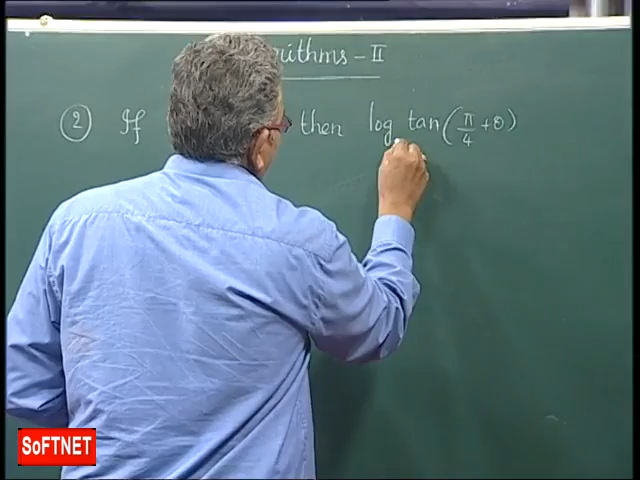 rithms - II
② If then log tan(π/4 + θ)
SoFTNET